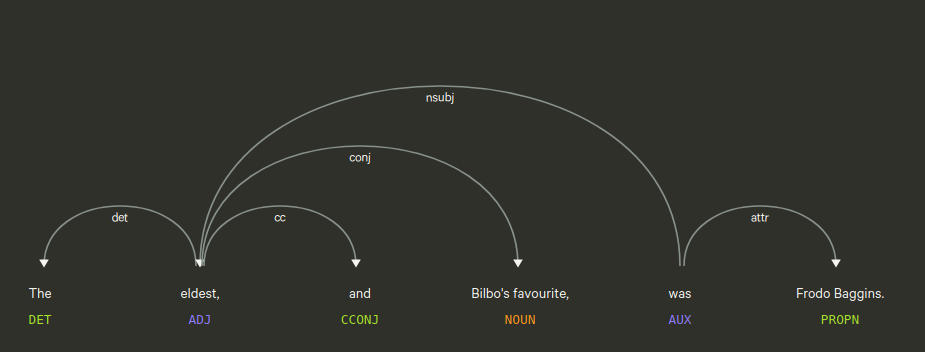 nsubj
conj
det cc attr
The eldest, and Bilbo's favourite, was Frodo Baggins.
DET ADJ CCONJ NOUN AUX PROPN